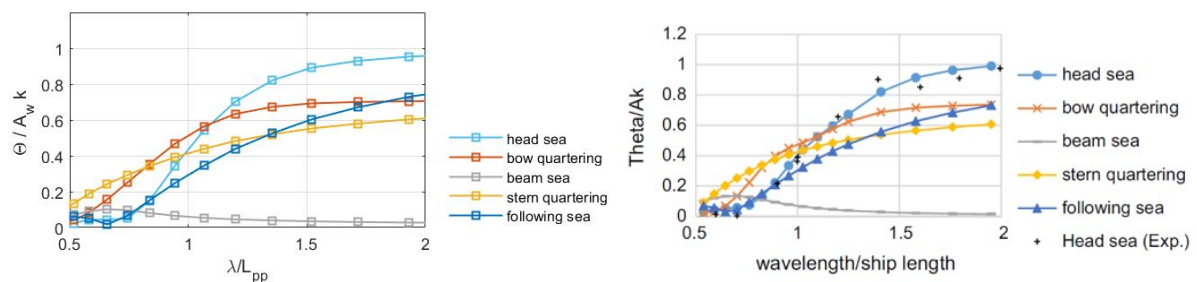 1
0.8
0.6
0.4
0.2
0
0.5
1
1.5
2
Θ / A_w k
λ/L_pp
head sea
bow quartering
beam sea
stern quartering
following sea
1.2
1
0.8
0.6
0.4
0.2
0
0.5
1
1.5
2
Theta/Ak
wavelength/ship length
head sea
bow quartering
beam sea
stern quartering
following sea
Head sea (Exp.)